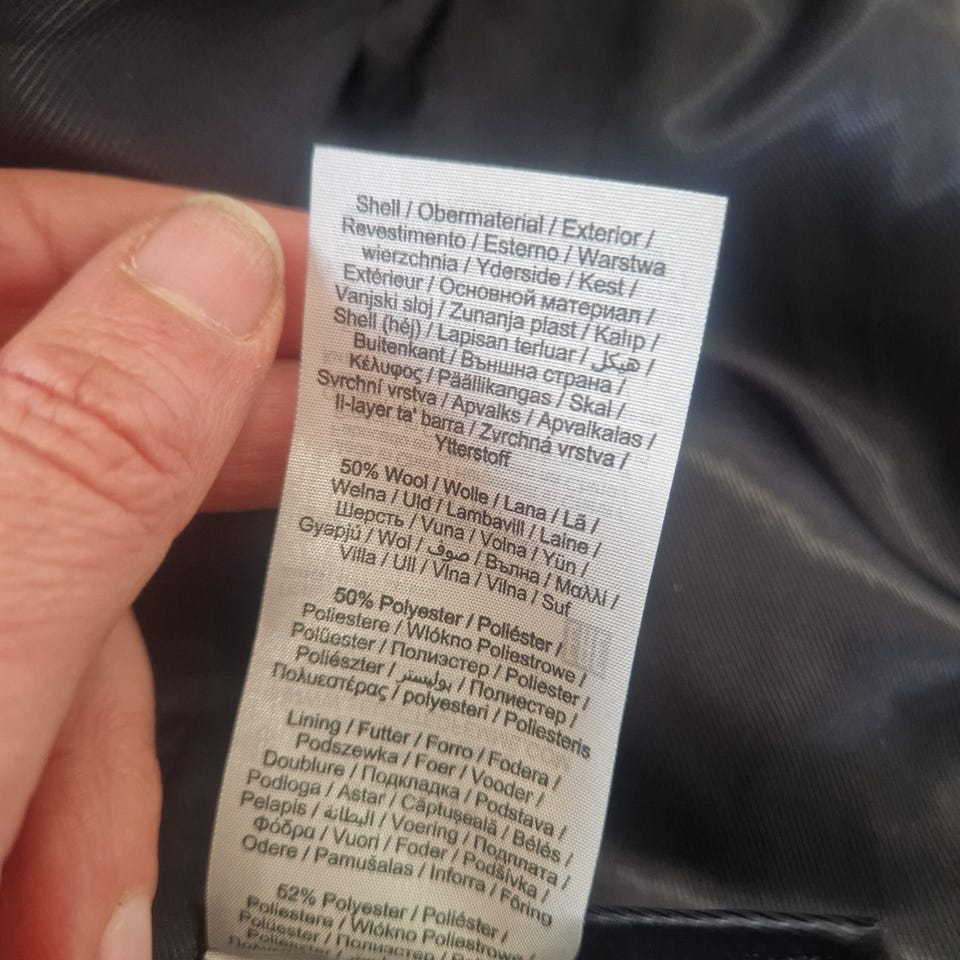 Shell / Obermaterial / Exterior /
Revestimento / Esterno / Warstwa
wierzchnia / Yderside / Kest /
Extérieur / Основной материал /
Vanjski sloj / Zunanja plast / Kalıp /
Shell (héj) / Lapisan terluar / هيكل /
Buitenkant / Външна страна /
Κέλυφος / Päällikangas / Skal /
Svrchní vrstva / Apvalks / Apvalkalas /
Il-layer ta' barra / Zvrchná vrstva /
Ytterstoff
50% Wool / Wolle / Lana / Lã /
Wełna / Uld / Lambavill / Laine /
Шерсть / Vuna / Volna / Yün /
Gyapjú / Wol / صوف / Вълна / Μαλλί /
Villa / Ull / Vlna / Vilna / Suf
50% Polyester / Poliéster /
Poliestere / Włókno Poliestrowe /
Polüester / Полиэстер / Poliester /
Poliészter / بوليستر / Полиестер /
Πολυεστέρας / polyesteri / Poliesteris
Lining / Futter / Forro / Fodera /
Podszewka / Foer / Vooder /
Doublure / Подкладка / Podstava /
Podloga / Astar / Căptușeală / Bélés /
Pelapis / البطانة / Voering / Подплата /
Φόδρα / Vuori / Foder / Podšívka /
Odere / Pamušalas / Inforra / Fôring
52% Polyester / Poliéster /
Poliestere / Włókno Poliestrowe /
Polüester / Полиэстер / Poliester /